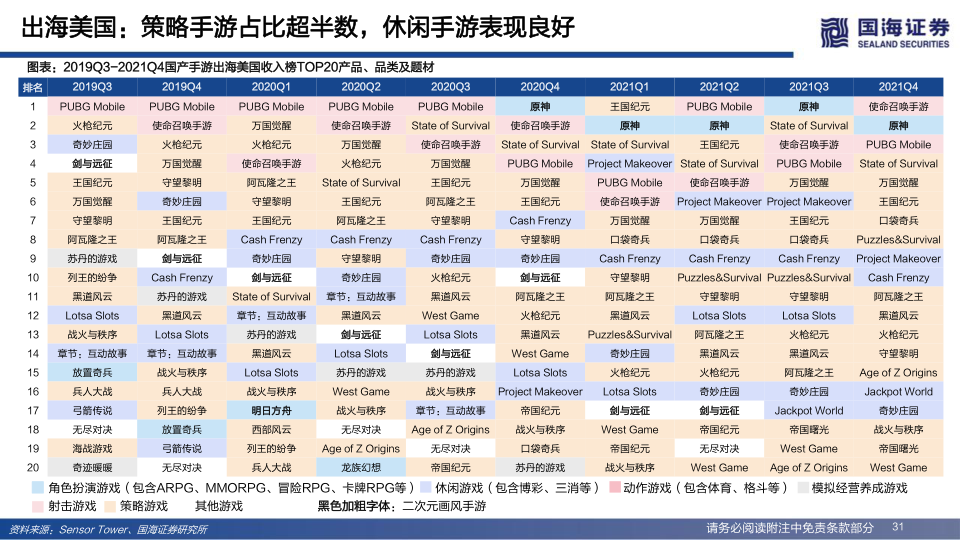 出海美国：策略手游占比超半数，休闲手游表现良好
国海证券
SEALAND SECURITIES
图表：2019Q3-2021Q4国产手游出海美国收入榜TOP20产品、品类及题材
排名 2019Q3 2019Q4 2020Q1 2020Q2 2020Q3 2020Q4 2021Q1 2021Q2 2021Q3 2021Q4
1 PUBG Mobile PUBG Mobile PUBG Mobile PUBG Mobile PUBG Mobile 原神 王国纪元 PUBG Mobile 原神 使命召唤手游
2 火枪纪元 使命召唤手游 万国觉醒 使命召唤手游 State of Survival 使命召唤手游 原神 原神 State of Survival 原神
3 奇妙庄园 火枪纪元 火枪纪元 万国觉醒 使命召唤手游 State of Survival State of Survival 王国纪元 使命召唤手游 PUBG Mobile
4 剑与远征 万国觉醒 使命召唤手游 火枪纪元 万国觉醒 PUBG Mobile Project Makeover State of Survival PUBG Mobile State of Survival
5 王国纪元 守望黎明 阿瓦隆之王 State of Survival 王国纪元 万国觉醒 PUBG Mobile 使命召唤手游 万国觉醒 万国觉醒
6 万国觉醒 奇妙庄园 守望黎明 王国纪元 阿瓦隆之王 王国纪元 使命召唤手游 Project Makeover Project Makeover 王国纪元
7 守望黎明 王国纪元 王国纪元 阿瓦隆之王 守望黎明 Cash Frenzy 万国觉醒 万国觉醒 王国纪元 口袋奇兵
8 阿瓦隆之王 阿瓦隆之王 Cash Frenzy Cash Frenzy Cash Frenzy 守望黎明 口袋奇兵 口袋奇兵 口袋奇兵 Puzzles&Survival
9 苏丹的游戏 剑与远征 奇妙庄园 守望黎明 奇妙庄园 奇妙庄园 Cash Frenzy Cash Frenzy Cash Frenzy Project Makeover
10 列王的纷争 Cash Frenzy 剑与远征 奇妙庄园 火枪纪元 剑与远征 守望黎明 Puzzles&Survival Puzzles&Survival Cash Frenzy
11 黑道风云 苏丹的游戏 State of Survival 章节：互动故事 黑道风云 阿瓦隆之王 阿瓦隆之王 守望黎明 守望黎明 阿瓦隆之王
12 Lotsa Slots 黑道风云 章节：互动故事 黑道风云 West Game 火枪纪元 黑道风云 Lotsa Slots Lotsa Slots 黑道风云
13 战火与秩序 Lotsa Slots 苏丹的游戏 剑与远征 Lotsa Slots 黑道风云 Puzzles&Survival 阿瓦隆之王 火枪纪元 火枪纪元
14 章节：互动故事 章节：互动故事 黑道风云 Lotsa Slots 剑与远征 West Game 奇妙庄园 黑道风云 黑道风云 守望黎明
15 放置奇兵 战火与秩序 Lotsa Slots 苏丹的游戏 苏丹的游戏 Lotsa Slots 火枪纪元 火枪纪元 阿瓦隆之王 Age of Z Origins
16 兵人大战 兵人大战 战火与秩序 West Game 战火与秩序 Project Makeover Lotsa Slots 奇妙庄园 奇妙庄园 Jackpot World
17 弓箭传说 列王的纷争 明日方舟 战火与秩序 章节：互动故事 帝国纪元 剑与远征 剑与远征 Jackpot World 奇妙庄园
18 无尽对决 放置奇兵 西部风云 无尽对决 Age of Z Origins 战火与秩序 West Game 帝国纪元 帝国曙光 战火与秩序
19 海战游戏 弓箭传说 列王的纷争 Age of Z Origins 无尽对决 口袋奇兵 帝国纪元 无尽对决 West Game 帝国曙光
20 奇迹暖暖 无尽对决 兵人大战 龙族幻想 帝国纪元 苏丹的游戏 战火与秩序 West Game Age of Z Origins West Game
角色扮演游戏（包含ARPG、MMORPG、冒险RPG、卡牌RPG等） 休闲游戏（包含博彩、三消等） 动作游戏（包含体育、格斗等） 模拟经营养成游戏
射击游戏 策略游戏 其他游戏 黑色加粗字体：二次元画风手游
资料来源：Sensor Tower、国海证券研究所
请务必阅读附注中免责条款部分 31